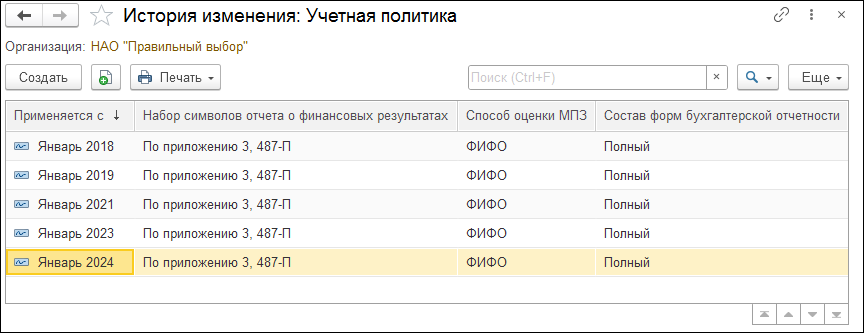 История изменения: Учетная политика
Организация: НАО "Правильный выбор"
Создать Печать Поиск (Ctrl+F) × Еще
Применяется с ↓ Набор символов отчета о финансовых результатах Способ оценки МПЗ Состав форм бухгалтерской отчетности
Январь 2018 По приложению 3, 487-П ФИФО Полный
Январь 2019 По приложению 3, 487-П ФИФО Полный
Январь 2021 По приложению 3, 487-П ФИФО Полный
Январь 2023 По приложению 3, 487-П ФИФО Полный
Январь 2024 По приложению 3, 487-П ФИФО Полный